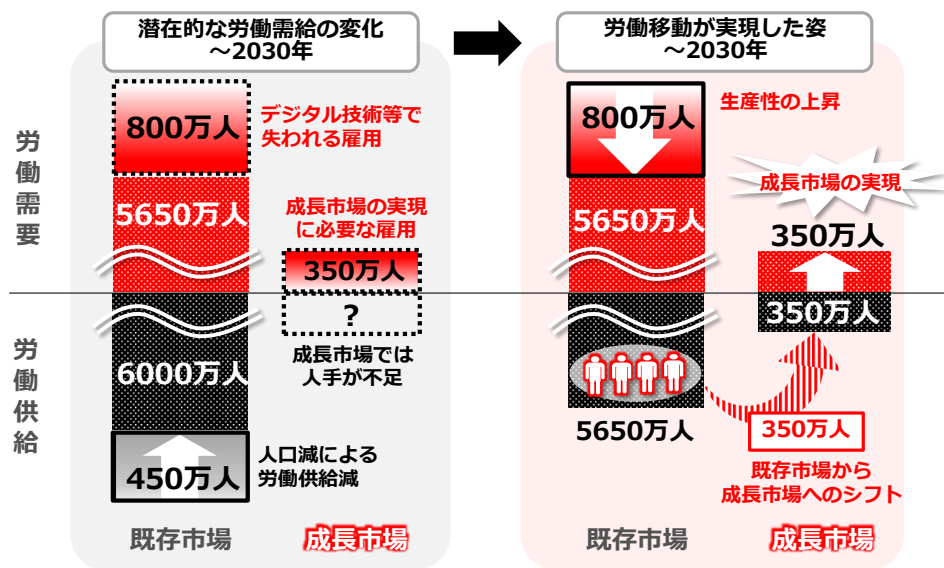 潜在的な労働需給の変化
～2030年
労働移動が実現した姿
～2030年
労働需要
800万人
デジタル技術等で
失われる雇用
5650万人
成長市場の実現
に必要な雇用
350万人
800万人
生産性の上昇
5650万人
成長市場の実現
350万人
労働供給
6000万人
?
成長市場では
人手が不足
450万人
人口減による
労働供給減
350万人
5650万人
350万人
既存市場から
成長市場へのシフト
既存市場
成長市場
既存市場
成長市場